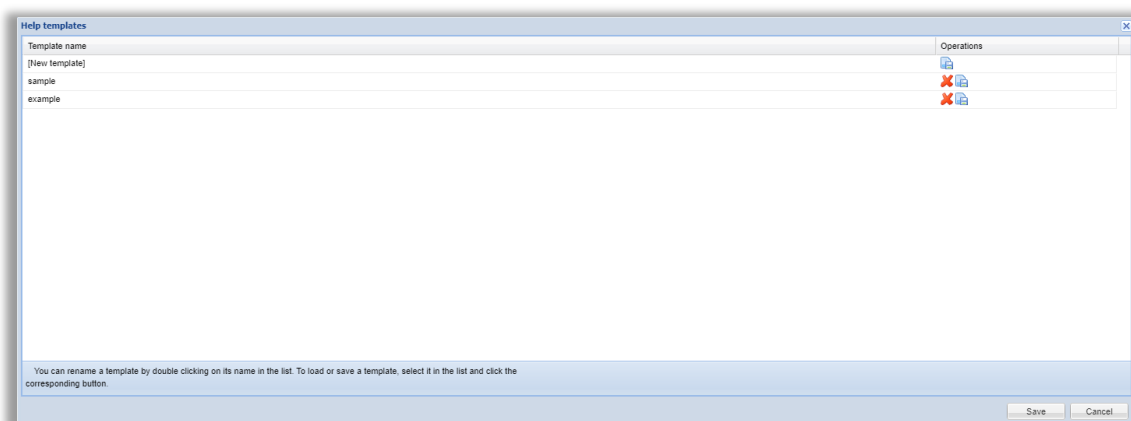 Help templates
Template name Operations
[New template]
sample
example
You can rename a template by double clicking on its name in the list. To load or save a template, select it in the list and click the
corresponding button.
Save Cancel